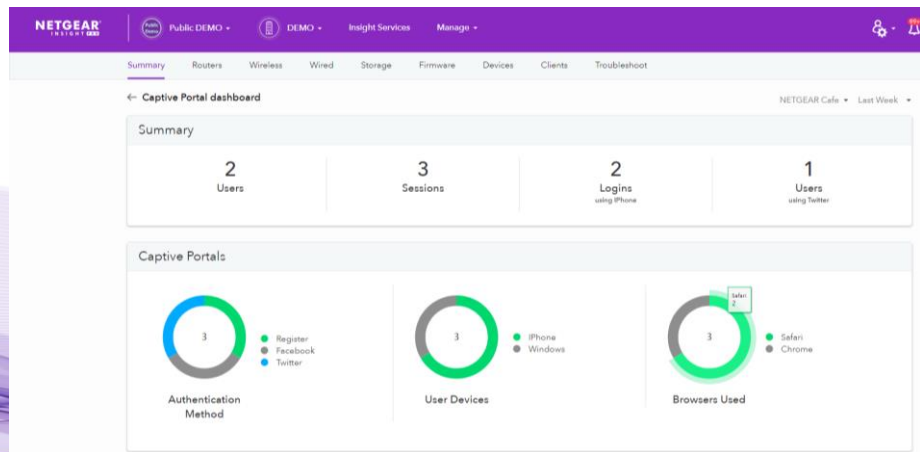 NETGEAR
INSIGHT PRO
Public DEMO
DEMO
Insight Services
Manage
Summary
Routers
Wireless
Wired
Storage
Firmware
Devices
Clients
Troubleshoot
← Captive Portal dashboard
NETGEAR Cafe
Last Week
Summary
2
Users
3
Sessions
2
Logins
using IPhone
1
Users
using Twitter
Captive Portals
3
Register
Facebook
Twitter
Authentication
Method
3
IPhone
Windows
User Devices
Safari
2
3
Safari
Chrome
Browsers Used